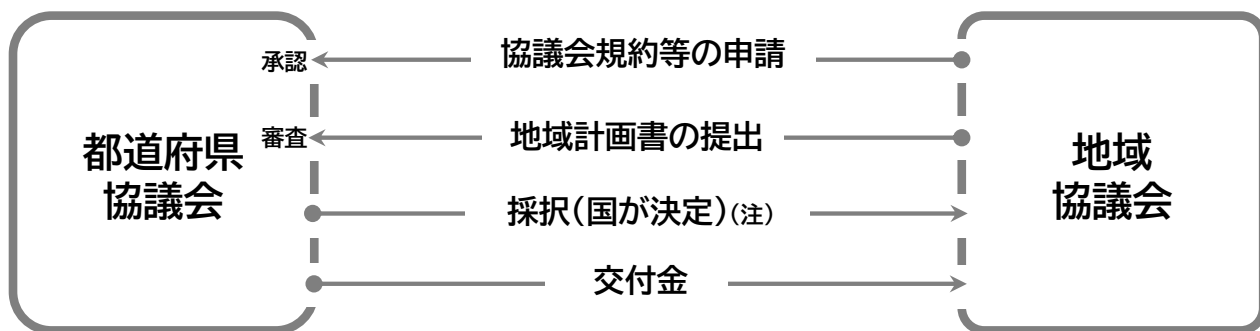 承認
協議会規約等の申請
審査
地域計画書の提出
都道府県
協議会
採択(国が決定)(注)
交付金
地域
協議会